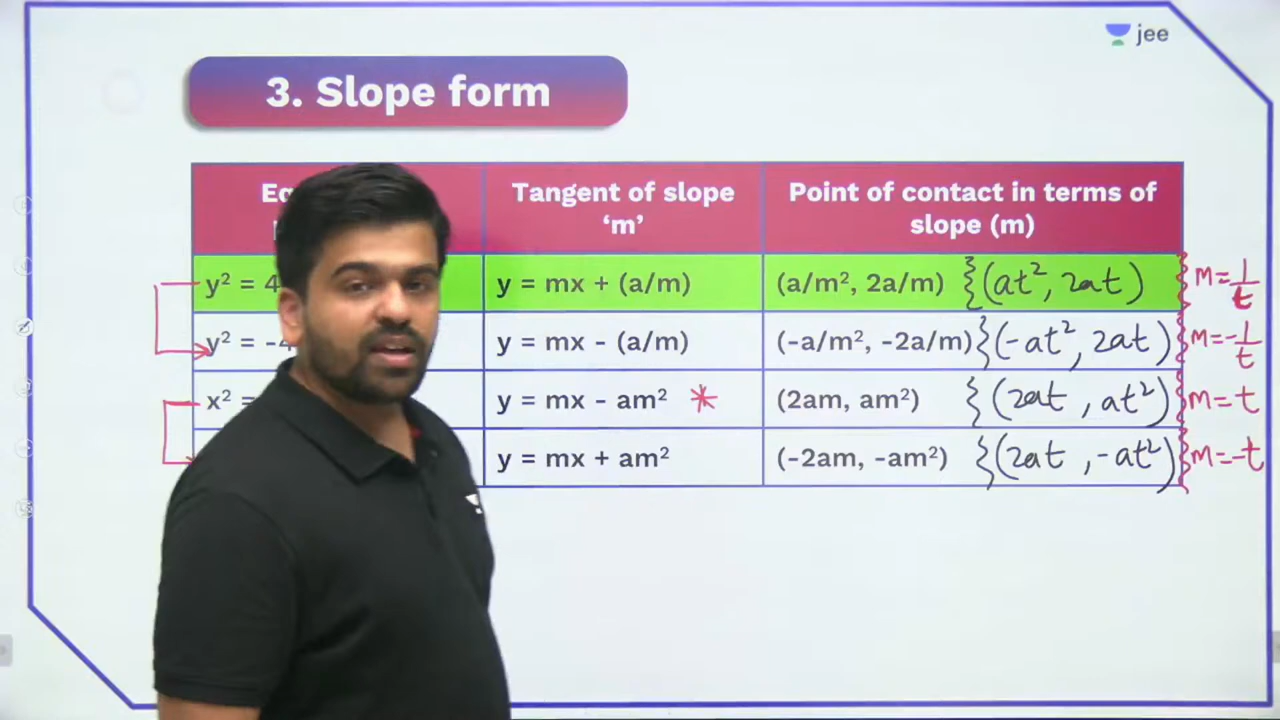 jee
3. Slope form
Tangent of slope
'm'
Point of contact in terms of
slope (m)
y² = 4
y = mx + (a/m)
(a/m², 2a/m) {(at², 2at) } m = 1/t
y² = -4
y = mx - (a/m)
(-a/m², -2a/m) {(-at², 2at) } m = -1/t
x² =
y = mx - am² *
(2am, am²) {(2at, at²) } m = t
y = mx + am²
(-2am, -am²) {(2at, -at²) } m = -t